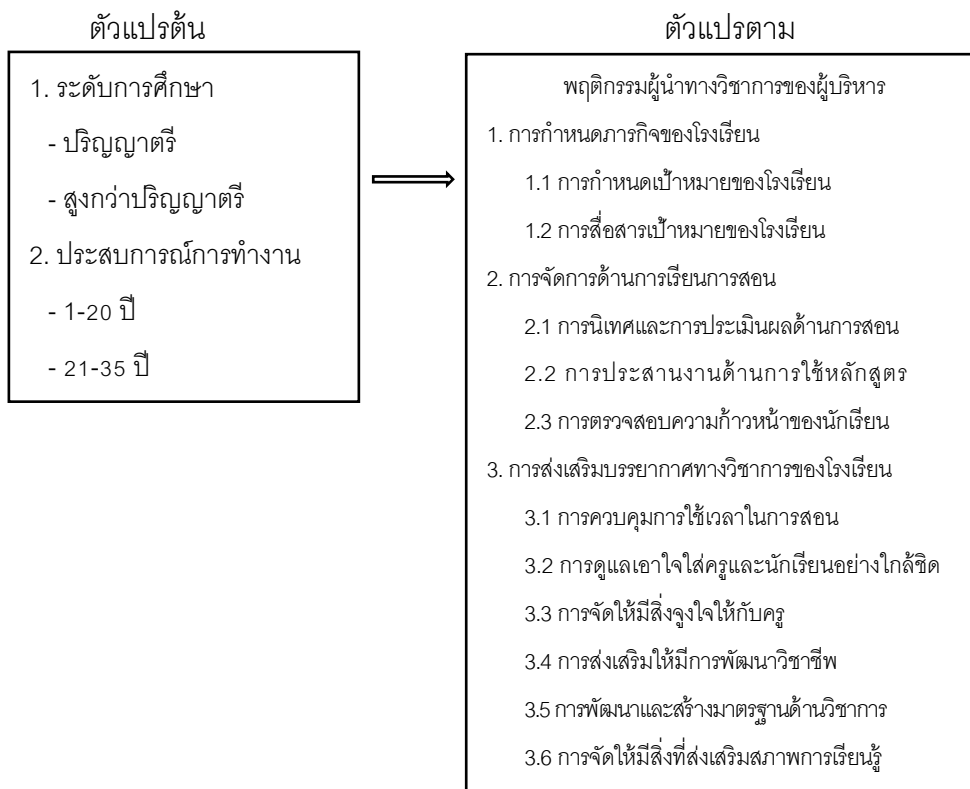 ตัวแปรต้น
1. ระดับการศึกษา
- ปริญญาตรี
- สูงกว่าปริญญาตรี
2. ประสบการณ์การทำงาน
- 1-20 ปี
- 21-35 ปี
ตัวแปรตาม
พฤติกรรมผู้นำทางวิชาการของผู้บริหาร
1. การกำหนดภารกิจของโรงเรียน
1.1 การกำหนดเป้าหมายของโรงเรียน
1.2 การสื่อสารเป้าหมายของโรงเรียน
2. การจัดการด้านการเรียนการสอน
2.1 การนิเทศและการประเมินผลด้านการสอน
2.2 การประสานงานด้านการใช้หลักสูตร
2.3 การตรวจสอบความก้าวหน้าของนักเรียน
3. การส่งเสริมบรรยากาศทางวิชาการของโรงเรียน
3.1 การควบคุมการใช้เวลาในการสอน
3.2 การดูแลเอาใจใส่ครูและนักเรียนอย่างใกล้ชิด
3.3 การจัดให้มีสิ่งจูงใจให้กับครู
3.4 การส่งเสริมให้มีการพัฒนาวิชาชีพ
3.5 การพัฒนาและสร้างมาตรฐานด้านวิชาการ
3.6 การจัดให้มีสิ่งที่ส่งเสริมสภาพการเรียนรู้